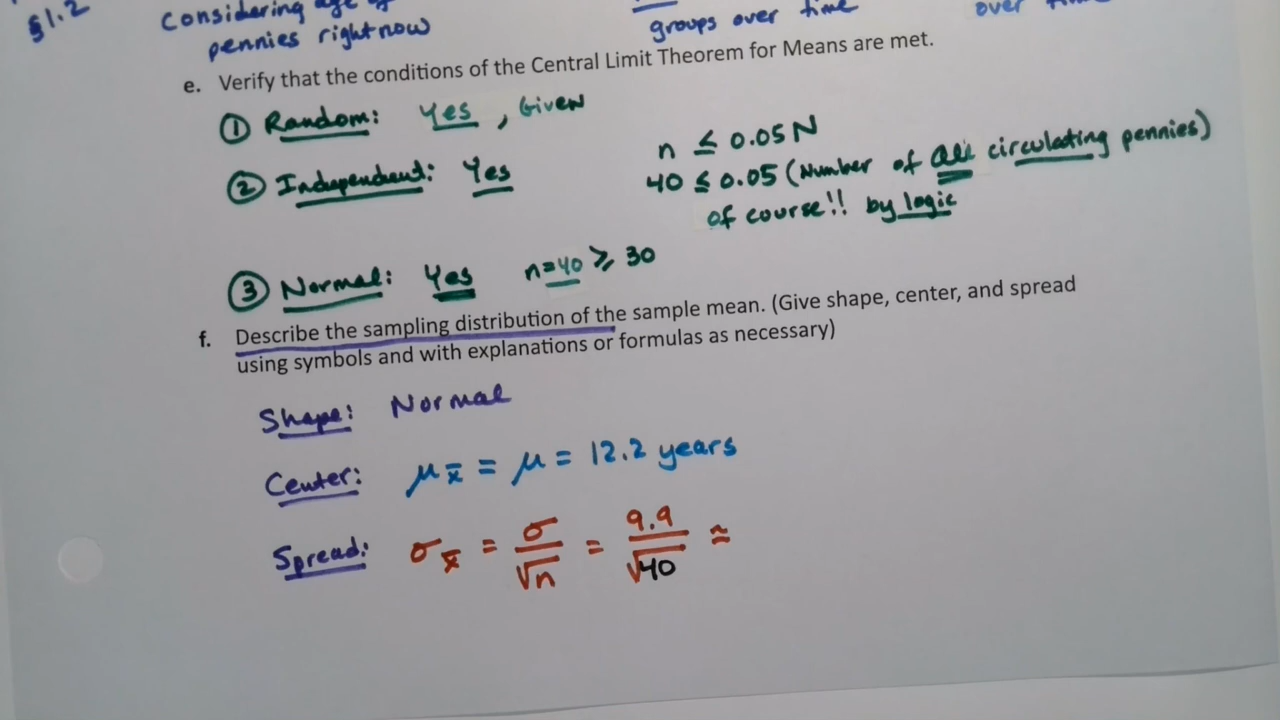 §1.2
Considering age of
pennies right now
groups over time
over time
e. Verify that the conditions of the Central Limit Theorem for Means are met.
① Random: Yes, Given
② Independent: Yes
n ≤ 0.05N
40 ≤ 0.05 (Number of all circulating pennies)
of course!! by logic
③ Normal: Yes n=40 ≥ 30
f. Describe the sampling distribution of the sample mean. (Give shape, center, and spread
using symbols and with explanations or formulas as necessary)
Shape: Normal
Center: μx̄ = μ = 12.2 years
Spread: σx̄ = σ/√n = 9.9/√40 ≈